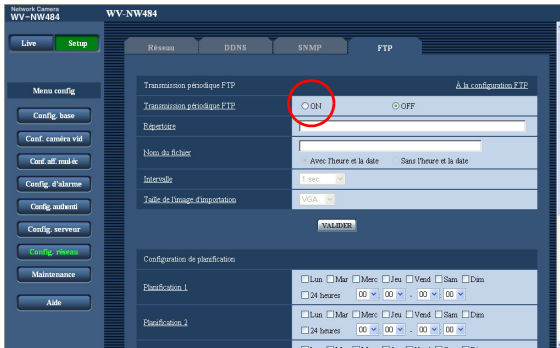 Network Camera
WV-NW484
WV-NW484
Live Setup
Réseau DDNS SNMP FTP
Menu config
Config. base
Conf. caméra vid
Conf. aff. mul éc
Config. d'alarme
Config. authenti
Config. serveur
Config. réseau
Maintenance
Aide
Transmission périodique FTP À la configuration FTP
Transmission périodique FTP ON OFF
Répertoire
Nom du fichier
Avec l'heure et la date Sans l'heure et la date
Intervalle 1 sec
Taille de l'image d'importation VGA
VALIDER
Configuration de planification
Planification 1
Lun Mar Merc Jeu Vend Sam Dim
24 heures 00 : 00 - 00 : 00
Planification 2
Lun Mar Merc Jeu Vend Sam Dim
24 heures 00 : 00 - 00 : 00